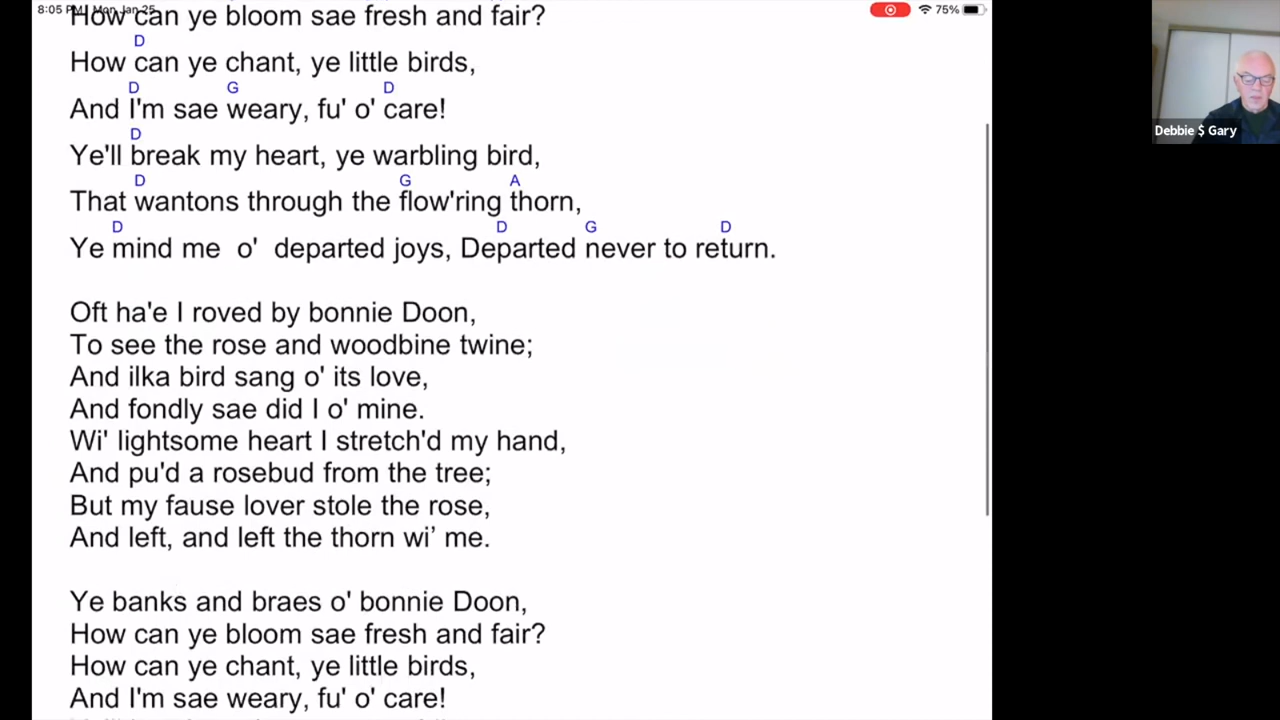 8:05 PM Mon Jan 25
75%
How can ye bloom sae fresh and fair?
D
How can ye chant, ye little birds,
D G D
And I'm sae weary, fu' o' care!
D
Ye'll break my heart, ye warbling bird,
D G A
That wantons through the flow'ring thorn,
D D G D
Ye mind me o' departed joys, Departed never to return.
Oft ha'e I roved by bonnie Doon,
To see the rose and woodbine twine;
And ilka bird sang o' its love,
And fondly sae did I o' mine.
Wi' lightsome heart I stretch'd my hand,
And pu'd a rosebud from the tree;
But my fause lover stole the rose,
And left, and left the thorn wi’ me.
Ye banks and braes o' bonnie Doon,
How can ye bloom sae fresh and fair?
How can ye chant, ye little birds,
And I'm sae weary, fu' o' care!
Debbie $ Gary